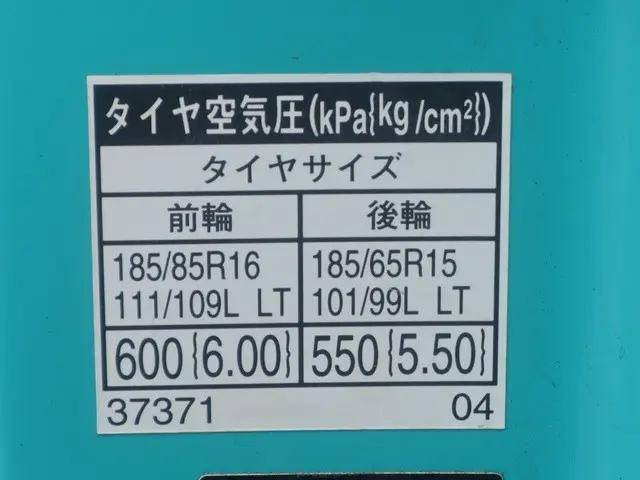 タイヤ空気圧(kPa{kg/cm²})
タイヤサイズ
前輪 後輪
185/85R16 185/65R15
111/109L LT 101/99L LT
600{6.00} 550{5.50}
37371 04